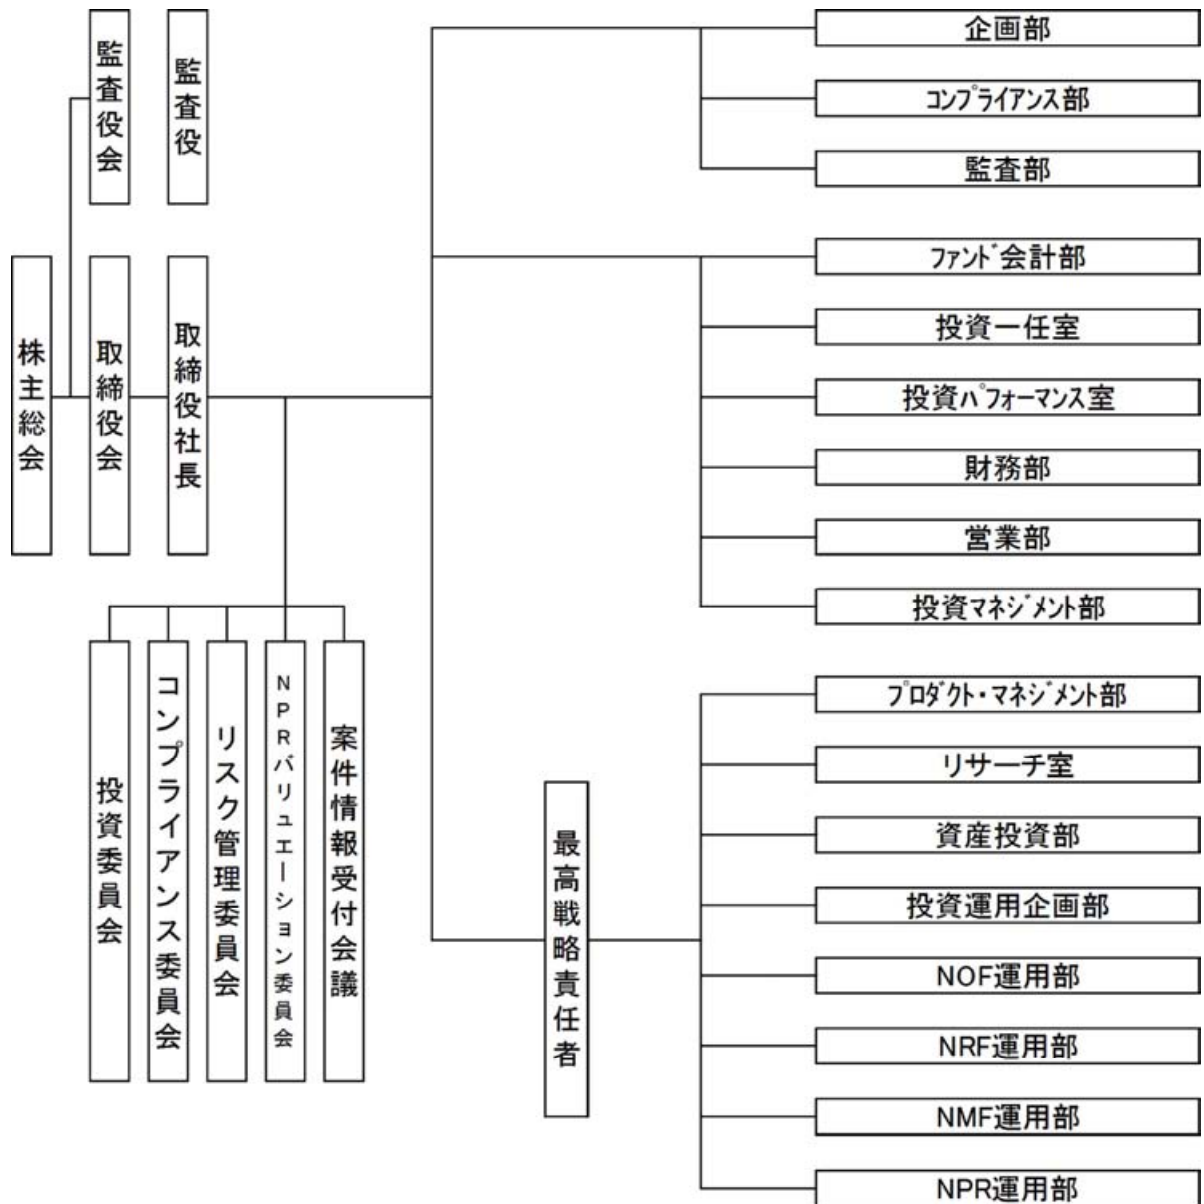 株主総会
監査役会
監査役
取締役会
取締役社長
投資委員会
コンプライアンス委員会
リスク管理委員会
NPRバリュエーション委員会
案件情報受付会議
最高戦略責任者
企画部
コンプライアンス部
監査部
ファンド会計部
投資一任室
投資パフォーマンス室
財務部
営業部
投資マネジメント部
プロダクト・マネジメント部
リサーチ室
資産投資部
投資運用企画部
NOF運用部
NRF運用部
NMF運用部
NPR運用部